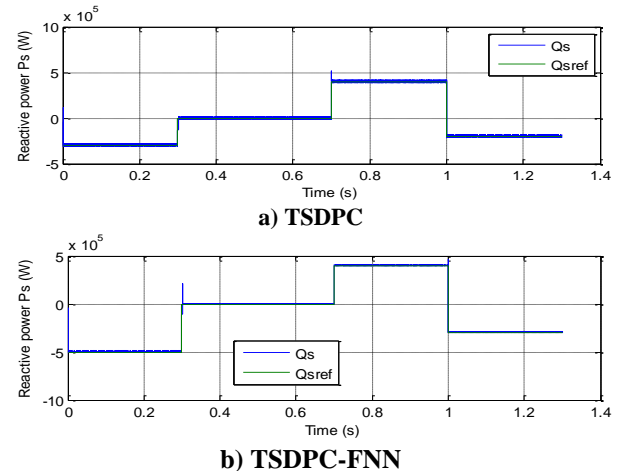 x 10^5
10
5
0
-5
Reactive power Ps (W)
Qs
Qsref
0 0.2 0.4 0.6 0.8 1 1.2 1.4
Time (s)
a) TSDPC
x 10^5
5
0
-5
-10
Reactive power Ps (W)
Qs
Qsref
0 0.2 0.4 0.6 0.8 1 1.2 1.4
Time (s)
b) TSDPC-FNN